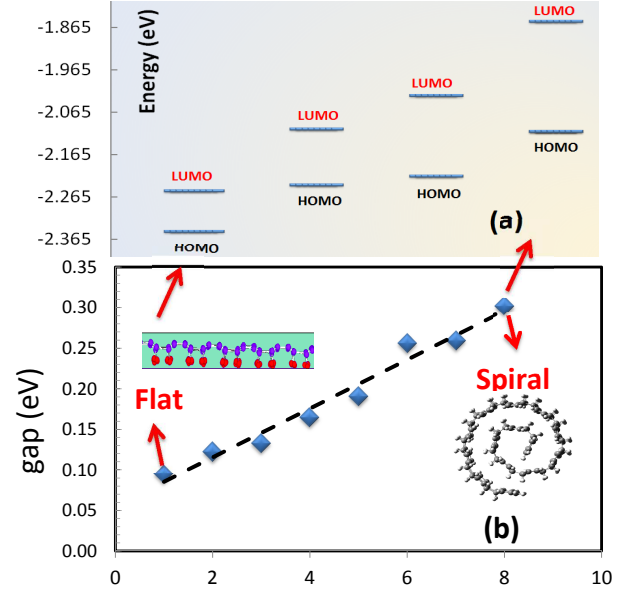 Energy (eV)
-1.865
-1.965
-2.065
-2.165
-2.265
-2.365
LUMO
HOMO
LUMO
HOMO
LUMO
HOMO
LUMO
HOMO
(a)
gap (eV)
0.35
0.30
0.25
0.20
0.15
0.10
0.05
0.00
Flat
Spiral
(b)
0 2 4 6 8 10